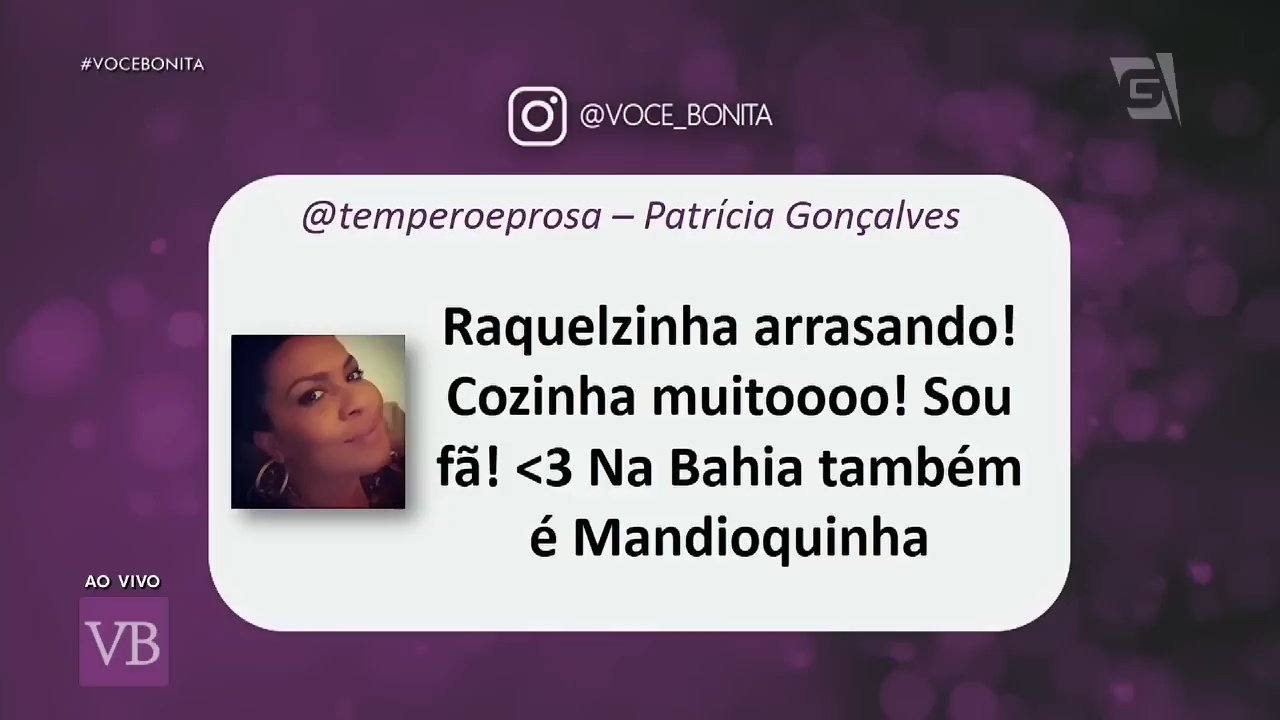 #VOCEBONITA
@VOCE_BONITA
@temperoeprosa – Patrícia Gonçalves
Raquelzinha arrasando!
Cozinha muitoooo! Sou
fã! <3 Na Bahia também
é Mandioquinha
AO VIVO
VB